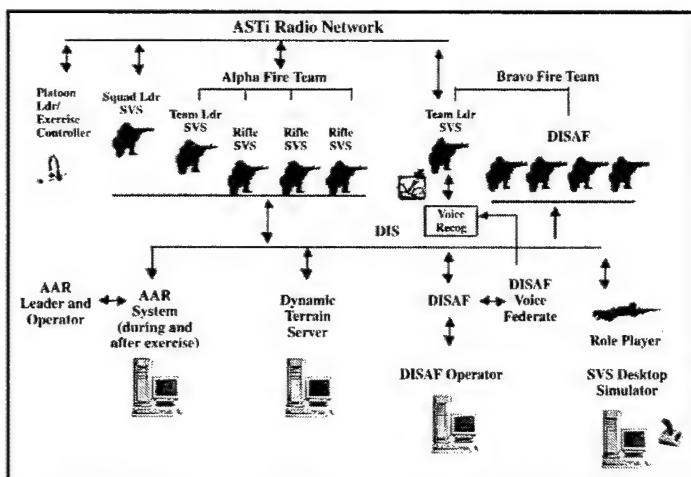 ASTi Radio Network
Platoon
Ldr/
Exercise
Controller
Squad Ldr
SVS
Alpha Fire Team
Team Ldr
SVS
Rifle
SVS
Rifle
SVS
Rifle
SVS
Bravo Fire Team
Team Ldr
SVS
DISAF
Voice
Recog
DIS
AAR
Leader and
Operator
AAR
System
(during and
after exercise)
Dynamic
Terrain
Server
DISAF
DISAF
Voice
Federate
Role Player
DISAF Operator
SVS Desktop
Simulator